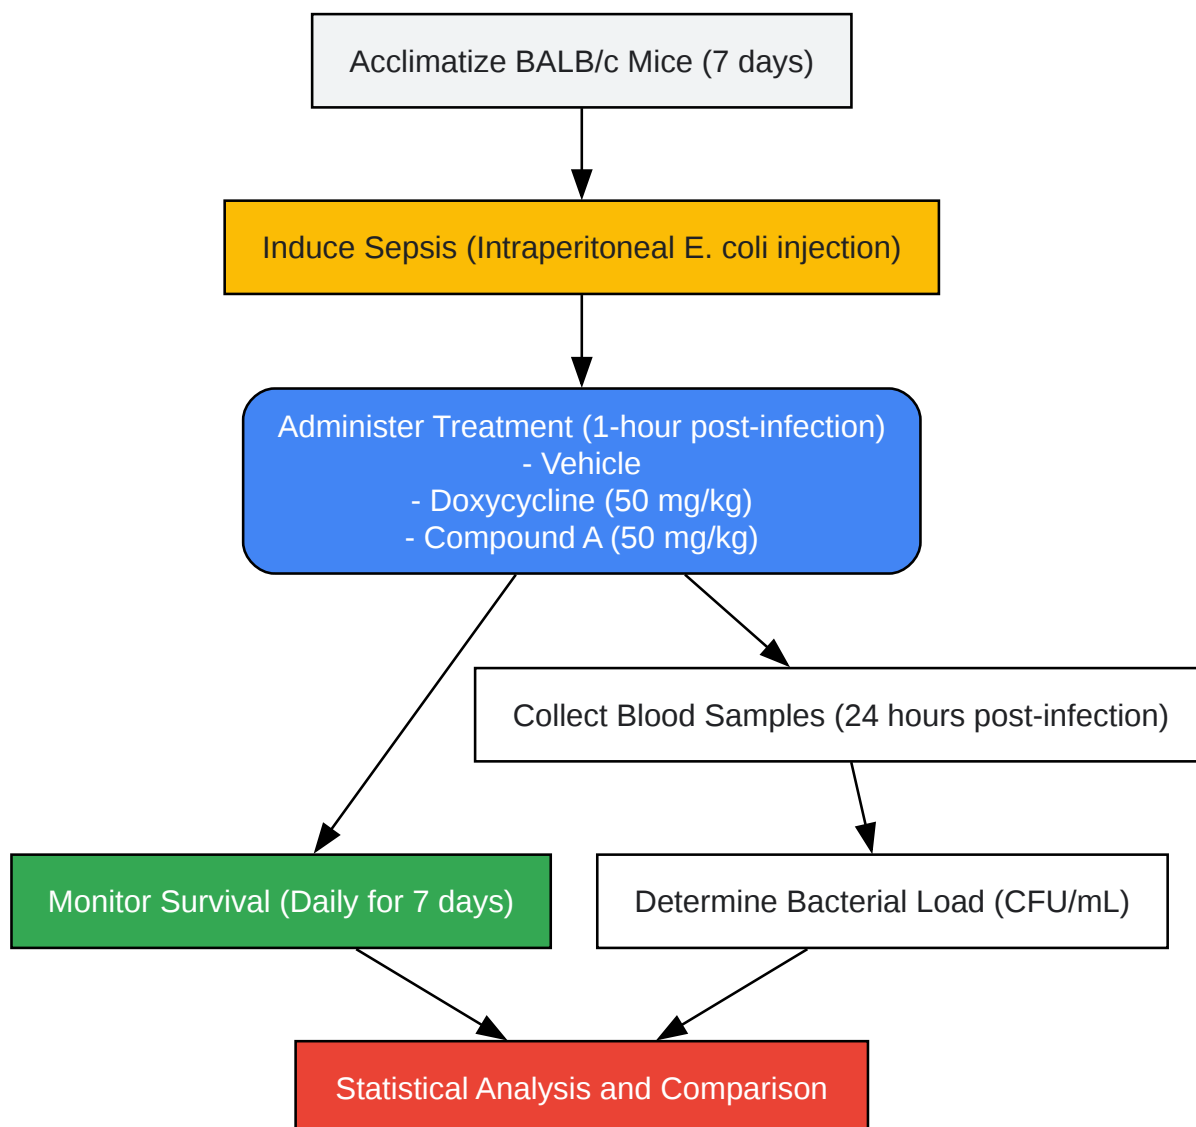 Acclimatize BALB/c Mice (7 days)
Induce Sepsis (Intraperitoneal E. coli injection)
Administer Treatment (1-hour post-infection)
- Vehicle
- Doxycycline (50 mg/kg)
- Compound A (50 mg/kg)
Collect Blood Samples (24 hours post-infection)
Monitor Survival (Daily for 7 days)
Determine Bacterial Load (CFU/mL)
Statistical Analysis and Comparison